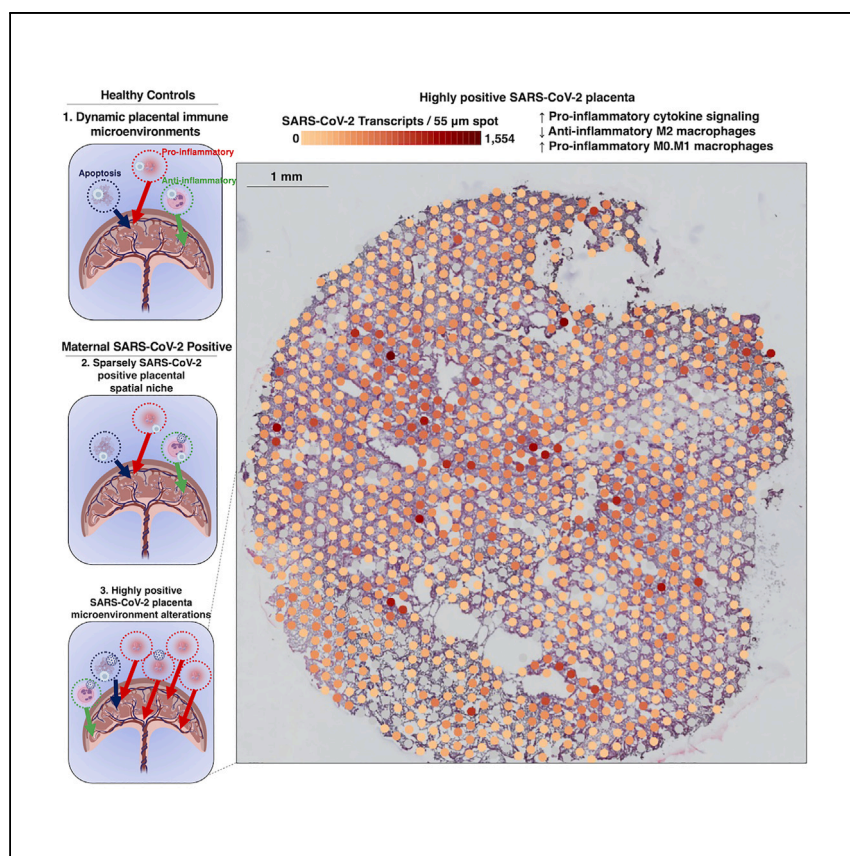 Healthy Controls
1. Dynamic placental immune
microenvironments
Pro-inflammatory
Apoptosis
Anti-inflammatory
Maternal SARS-CoV-2 Positive
2. Sparsely SARS-CoV-2
positive placental
spatial niche
3. Highly positive
SARS-CoV-2 placenta
microenvironment alterations
Highly positive SARS-CoV-2 placenta
SARS-CoV-2 Transcripts / 55 µm spot
0 1,554
↑ Pro-inflammatory cytokine signaling
↓ Anti-inflammatory M2 macrophages
↑ Pro-inflammatory M0.M1 macrophages
1 mm